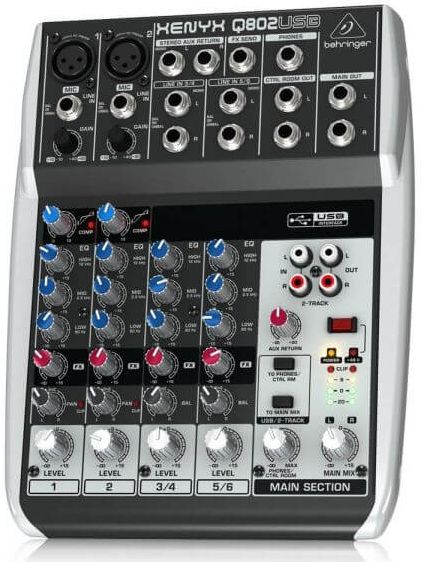 XENYX Q802USB
behringer
1
2
STEREO AUX RETURN
FX SEND
PHONES
MIC
MIC
LINE IN
LINE IN
LINE IN 3/4
LINE IN 5/6
CTRL ROOM OUT
MAIN OUT
L
L
L
L
R
R
R
R
GAIN
GAIN
COMP
COMP
USB
INTERFACE
EQ
EQ
EQ
EQ
HIGH
HIGH
HIGH
HIGH
MID
MID
MID
MID
LOW
LOW
LOW
LOW
L
L
IN
OUT
R
R
2-TRACK
AUX RETURN
POWER
+48 V
CLIP
TO PHONES/
CTRL RM
TO MAIN MIX
USB/2-TRACK
FX
FX
FX
FX
PAN
PAN
BAL
BAL
L
R
LEVEL
LEVEL
LEVEL
LEVEL
PHONES/
CTRL ROOM
MAIN MIX
1
2
3/4
5/6
MAIN SECTION